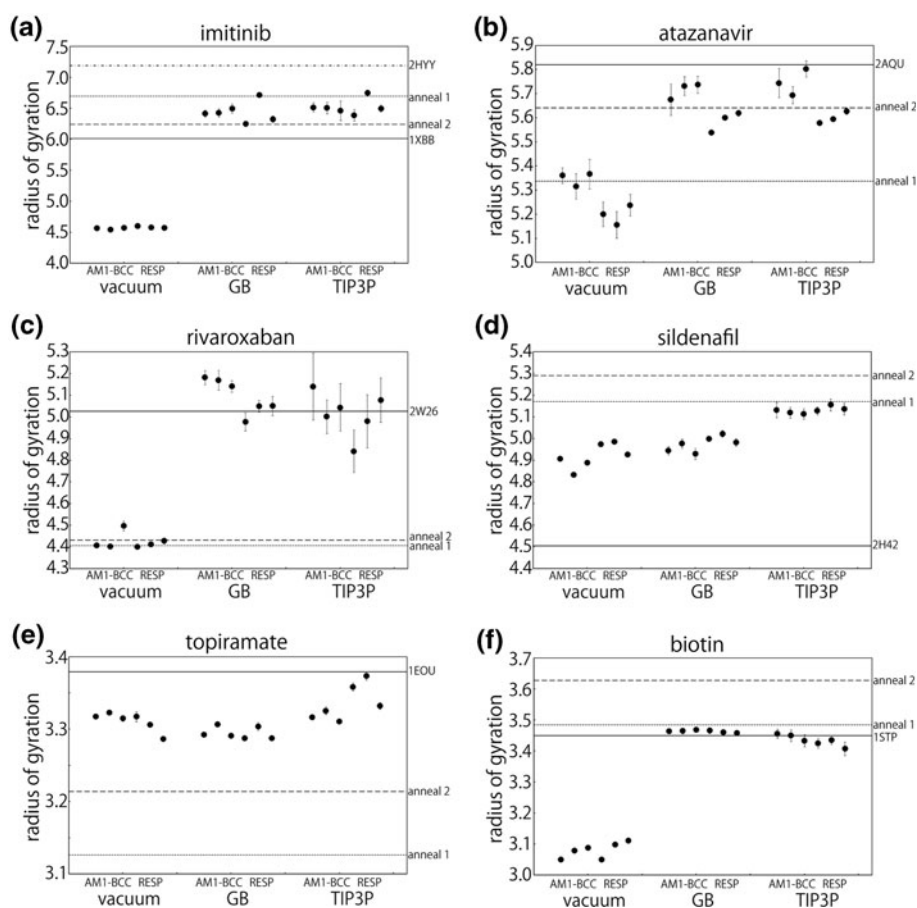 (a)
imitinib
radius of gyration
7.5
7.0
6.5
6.0
5.5
5.0
4.5
4.0
2HYY
anneal 1
anneal 2
1XBB
AM1-BCC RESP AM1-BCC RESP AM1-BCC RESP
vacuum GB TIP3P
(b)
atazanavir
radius of gyration
5.9
5.8
5.7
5.6
5.5
5.4
5.3
5.2
5.1
5.0
2AQU
anneal 2
anneal 1
AM1-BCC RESP AM1-BCC RESP AM1-BCC RESP
vacuum GB TIP3P
(c)
rivaroxaban
radius of gyration
5.3
5.2
5.1
5.0
4.9
4.8
4.7
4.6
4.5
4.4
4.3
2W26
anneal 2
anneal 1
AM1-BCC RESP AM1-BCC RESP AM1-BCC RESP
vacuum GB TIP3P
(d)
sildenafil
radius of gyration
5.4
5.3
5.2
5.1
5.0
4.9
4.8
4.7
4.6
4.5
4.4
anneal 2
anneal 1
2H42
AM1-BCC RESP AM1-BCC RESP AM1-BCC RESP
vacuum GB TIP3P
(e)
topiramate
radius of gyration
3.4
3.3
3.2
3.1
1EOU
anneal 2
anneal 1
AM1-BCC RESP AM1-BCC RESP AM1-BCC RESP
vacuum GB TIP3P
(f)
biotin
radius of gyration
3.7
3.6
3.5
3.4
3.3
3.2
3.1
3.0
anneal 2
anneal 1
1STP
AM1-BCC RESP AM1-BCC RESP AM1-BCC RESP
vacuum GB TIP3P